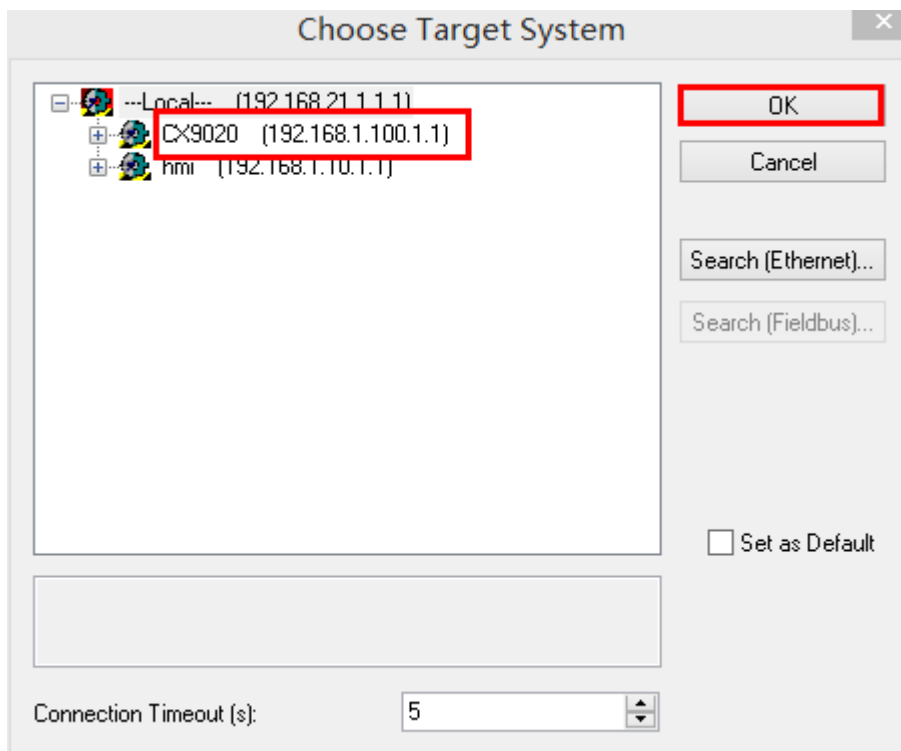 Choose Target System
---Local--- (192.168.21.1.1.1)
CX9020 (192.168.1.100.1.1)
hmi (192.168.1.10.1.1)
OK
Cancel
Search (Ethernet)...
Search (Fieldbus)...
Set as Default
Connection Timeout (s):
5